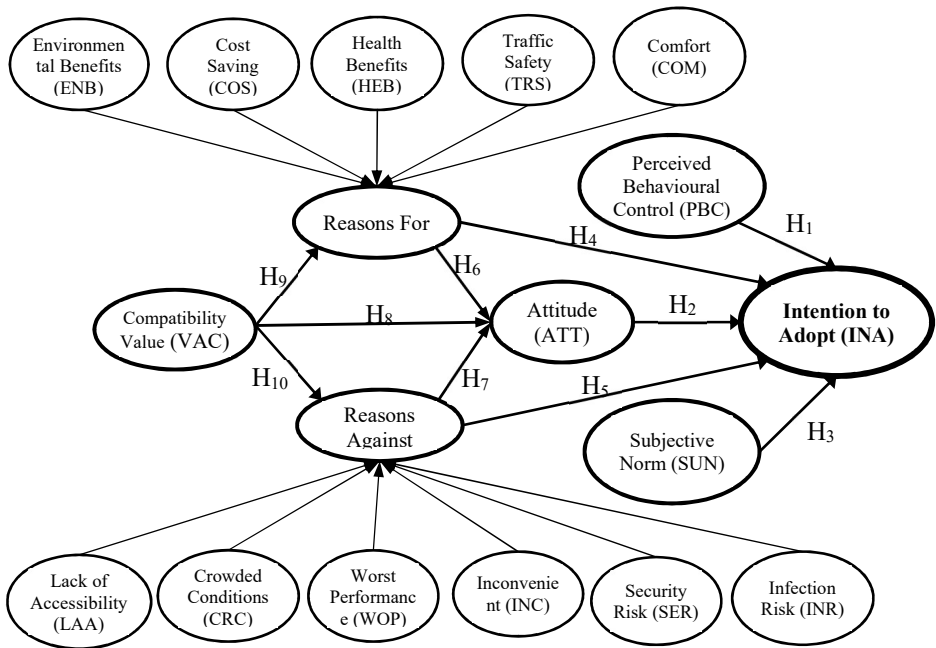 Environmen
tal Benefits
(ENB)
Cost
Saving
(COS)
Health
Benefits
(HEB)
Traffic
Safety
(TRS)
Comfort
(COM)
Perceived
Behavioural
Control (PBC)
H1
Reasons For
H4
H6
H9
Compatibility
Value (VAC)
H8
Attitude
(ATT)
H2
Intention to
Adopt (INA)
H10
H7
H5
Reasons
Against
Subjective
Norm (SUN)
H3
Lack of
Accessibility
(LAA)
Crowded
Conditions
(CRC)
Worst
Performanc
e (WOP)
Inconvenie
nt (INC)
Security
Risk (SER)
Infection
Risk (INR)